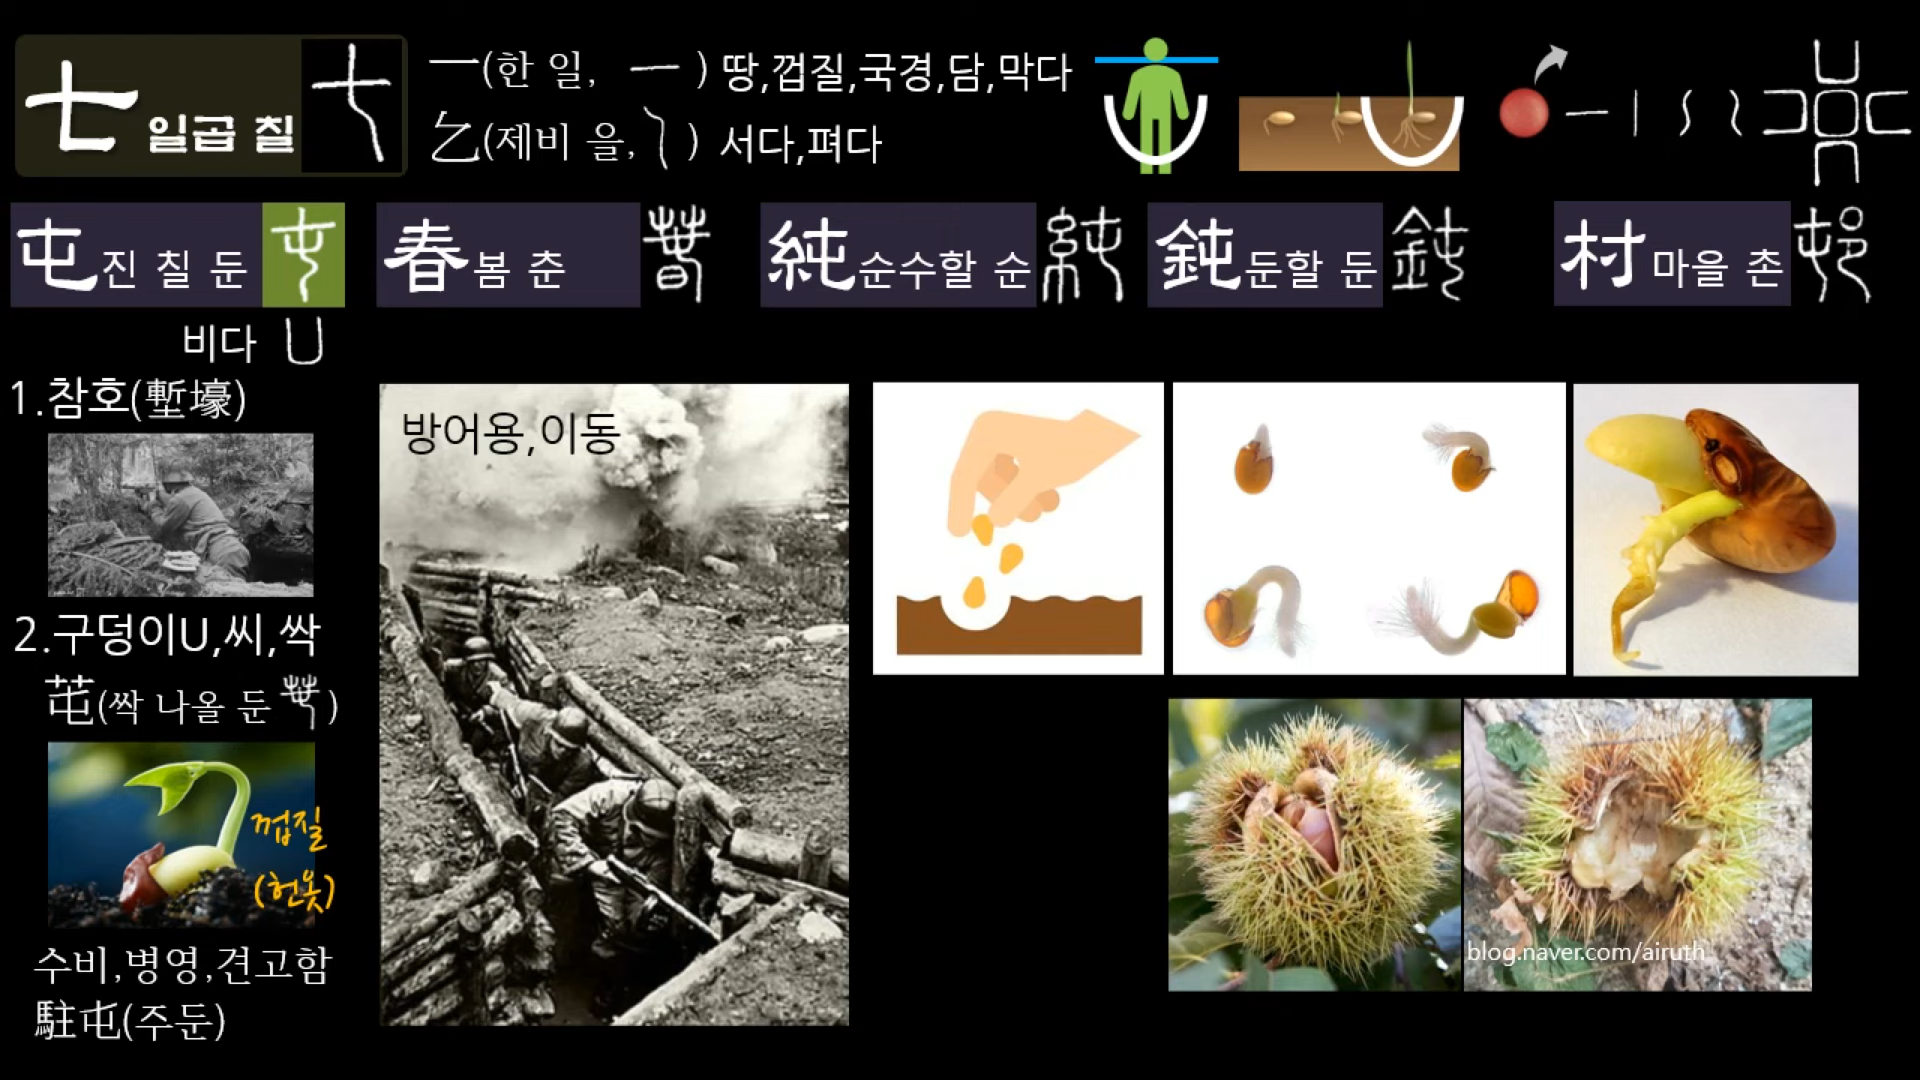 七 일곱 칠
一(한 일, 一 ) 땅,껍질,국경,담,막다
乙(제비 을, ) 서다,펴다
屯 진 칠 둔
春 봄 춘
純 순수할 순
鈍 둔할 둔
村 마을 촌
비다 U
1.참호(塹壕)
방어용,이동
2.구덩이U,씨,싹
芚(싹 나올 둔 )
껍질
(헌옷)
수비,병영,견고함
駐屯(주둔)
blog.naver.com/airuth